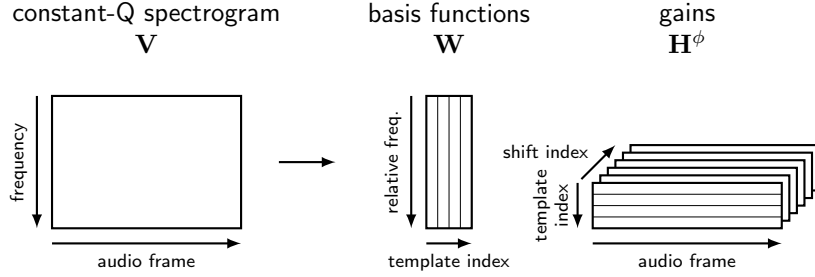 constant-Q spectrogram
V
basis functions
W
gains
H^ϕ
frequency
audio frame
relative freq.
template index
shift index
template
index
audio frame